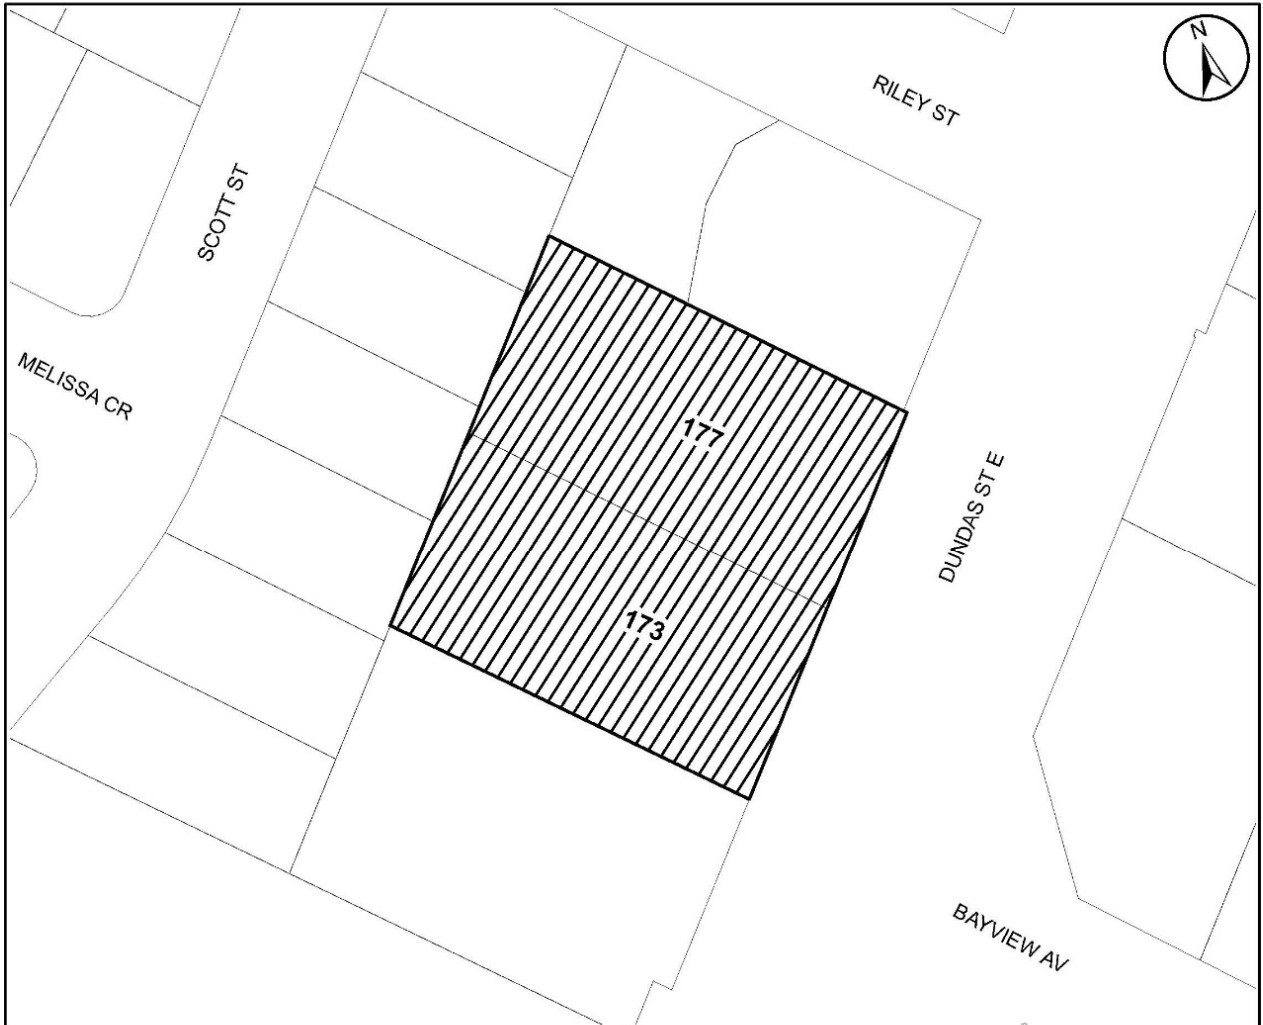 N
RILEY ST
SCOTT ST
MELISSA CR
177
DUNDAS ST E
173
BAYVIEW AV